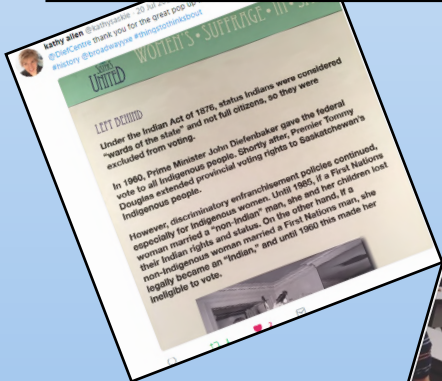 kathy allen @kathytaskie · 20 Jul 20
@DiefCentre thank you for the great pop up
#history @broadwayyxe #thingsnothinksabout
UNITED
WOMEN'S • SUFFRAGE • IN • S
LEFT BEHIND
Under the Indian Act of 1876, status Indians were considered
"wards of the state" and not full citizens, so they were
excluded from voting.
In 1960, Prime Minister John Diefenbaker gave the federal
vote to all Indigenous people. Shortly after, Premier Tommy
Douglas extended provincial voting rights to Saskatchewan's
Indigenous people.
However, discriminatory enfranchisement policies continued,
especially for Indigenous women. Until 1985, if a First Nations
woman married a "non-Indian" man, she and her children lost
their Indian rights and status. On the other hand, if a
non-Indigenous woman married a First Nations man, she
legally became an "Indian," and until 1960 this made her
ineligible to vote.